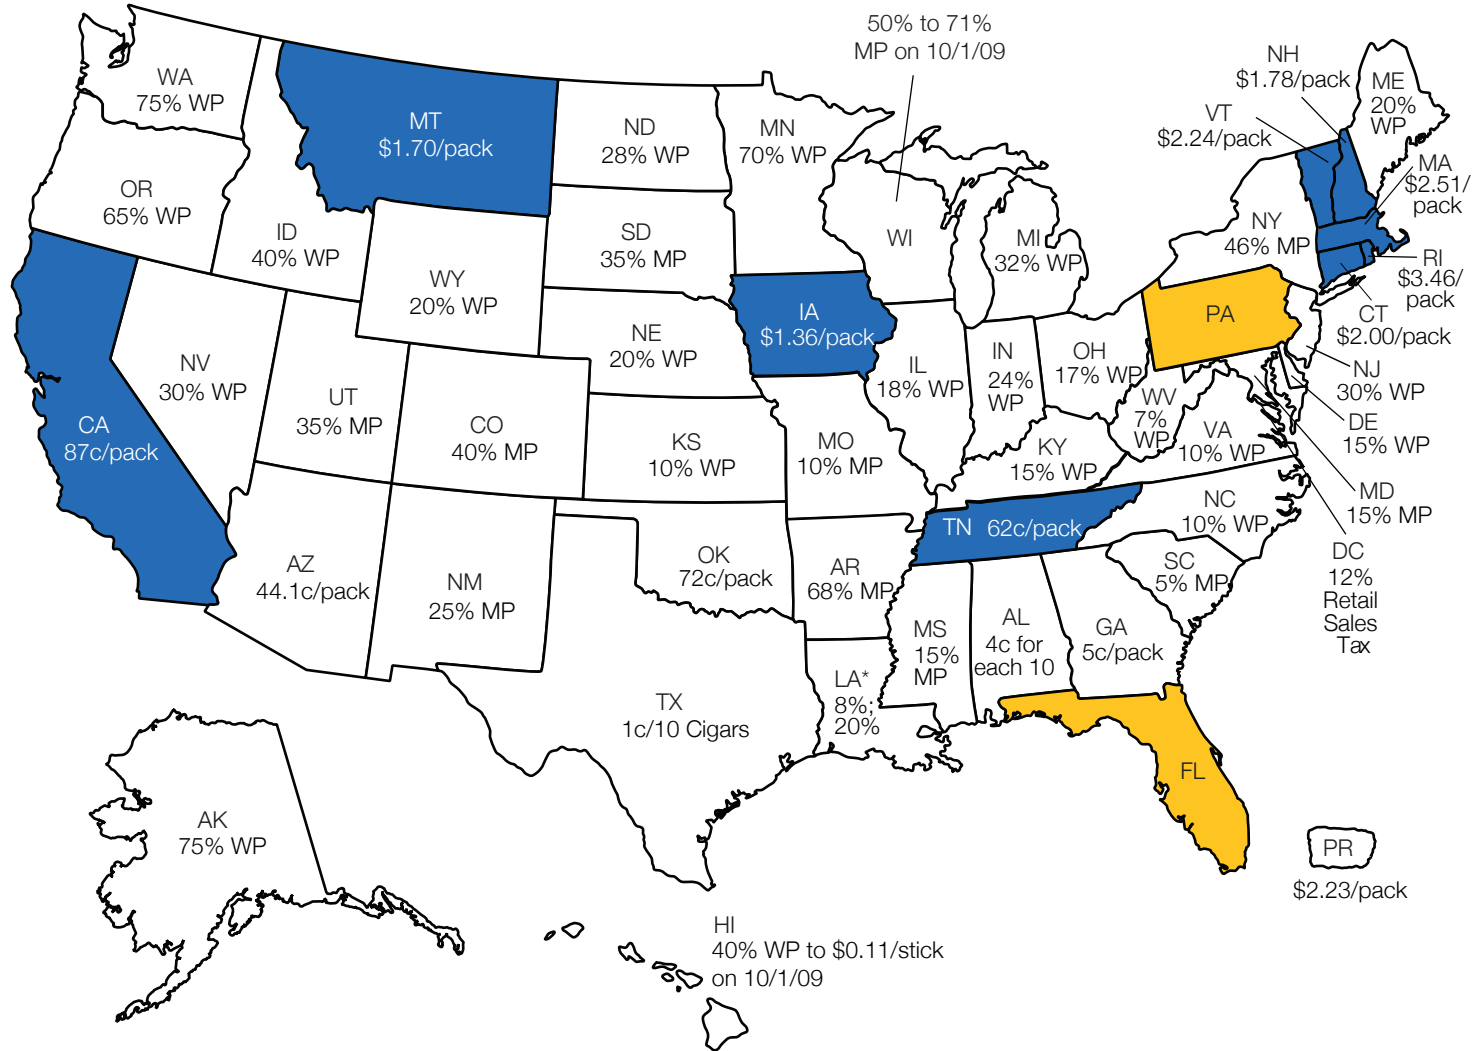 50% to 71%
MP on 10/1/09
NH
$1.78/pack
ME
20%
WP
VT
$2.24/pack
MA
$2.51/
pack
RI
$3.46/
pack
CT
$2.00/pack
WA
75% WP
MT
$1.70/pack
ND
28% WP
MN
70% WP
OR
65% WP
ID
40% WP
WY
20% WP
SD
35% MP
WI
MI
32% WP
NY
46% MP
IA
$1.36/pack
PA
NV
30% WP
UT
35% MP
CO
40% MP
NE
20% WP
IL
18% WP
IN
24%
WP
OH
17% WP
WV
7%
WP
NJ
30% WP
DE
15% WP
MD
15% MP
DC
12%
Retail
Sales
Tax
CA
87c/pack
KS
10% WP
MO
10% MP
KY
15% WP
VA
10% WP
NC
10% WP
TN 62c/pack
SC
5% MP
AZ
44.1c/pack
NM
25% MP
OK
72c/pack
AR
68% MP
MS
15%
MP
AL
4c for
each 10
GA
5c/pack
TX
1c/10 Cigars
LA*
8%;
20%
FL
AK
75% WP
HI
40% WP to $0.11/stick
on 10/1/09
PR
$2.23/pack